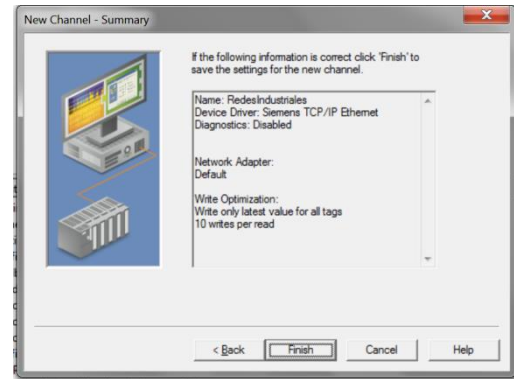 New Channel - Summary
If the following information is correct click 'Finish' to
save the settings for the new channel.
Name: RedesIndustriales
Device Driver: Siemens TCP/IP Ethernet
Diagnostics: Disabled
Network Adapter:
Default
Write Optimization:
Write only latest value for all tags
10 writes per read
< Back
Finish
Cancel
Help